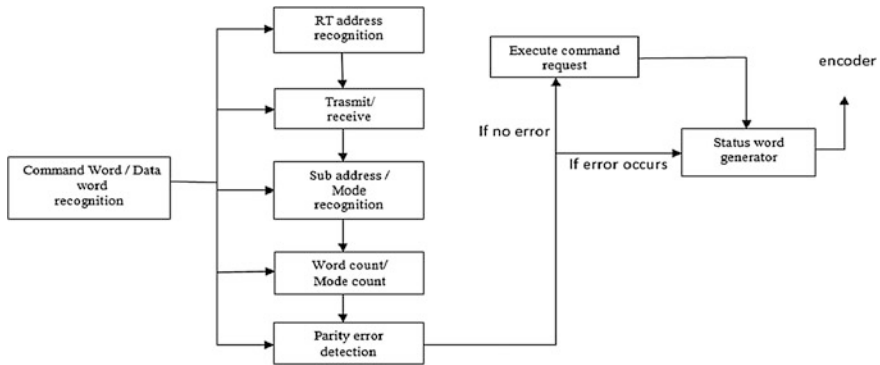 Command Word / Data
word
recognition
RT address
recognition
Trasmit/
receive
Sub address /
Mode
recognition
Word count/
Mode count
Parity error
detection
Execute command
request
If no error
If error occurs
Status word
generator
encoder